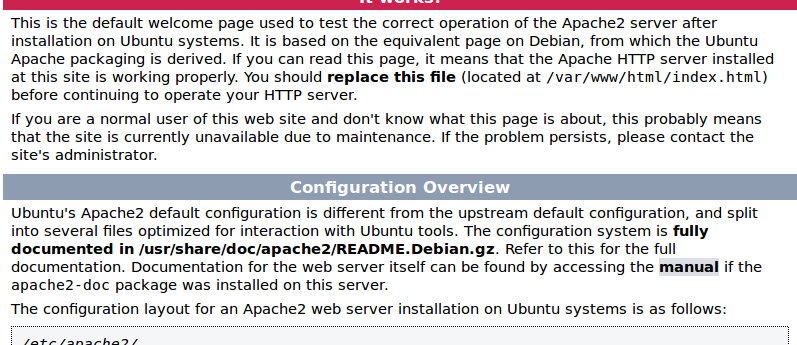 It works!
This is the default welcome page used to test the correct operation of the Apache2 server after
installation on Ubuntu systems. It is based on the equivalent page on Debian, from which the Ubuntu
Apache packaging is derived. If you can read this page, it means that the Apache HTTP server installed
at this site is working properly. You should replace this file (located at /var/www/html/index.html)
before continuing to operate your HTTP server.
If you are a normal user of this web site and don't know what this page is about, this probably means
that the site is currently unavailable due to maintenance. If the problem persists, please contact the
site's administrator.
Configuration Overview
Ubuntu's Apache2 default configuration is different from the upstream default configuration, and split
into several files optimized for interaction with Ubuntu tools. The configuration system is fully
documented in /usr/share/doc/apache2/README.Debian.gz. Refer to this for the full
documentation. Documentation for the web server itself can be found by accessing the manual if the
apache2-doc package was installed on this server.
The configuration layout for an Apache2 web server installation on Ubuntu systems is as follows:
/etc/apache2/